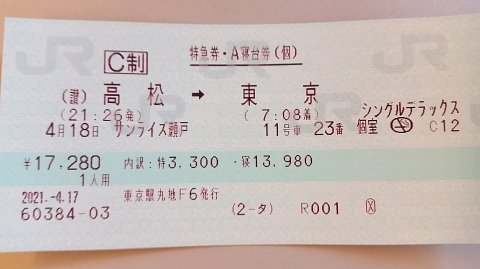 C制 特急券・A寝台券(個)
(讃) 高松 → 東京
(21:26発) (7:08着) シングルデラックス
4月18日 サンライズ瀬戸 11号車 23番 個室 C12
¥17,280 内訳:特3,300 ・寝13,980
1人用
2021.-4.17 東京駅丸地F6発行
60384-03 (2-タ) R001